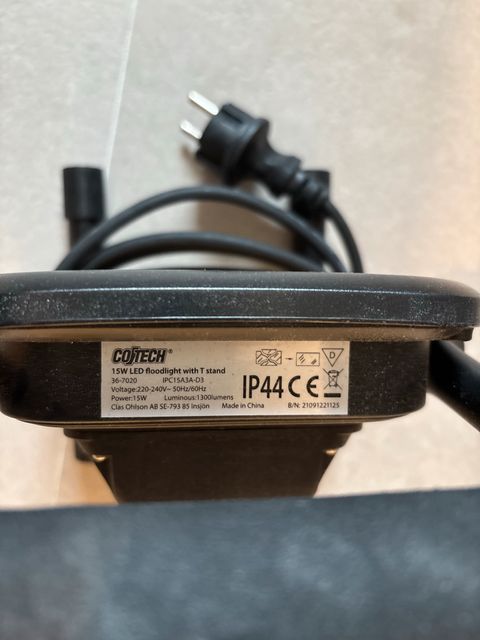 COTECH®
15W LED floodlight with T stand
36-7020 IPC15A3A-D3
Voltage:220-240V~ 50Hz/60Hz
Power:15W Luminous:1300lumens
Clas Ohlson AB SE-793 85 Insjön Made in China
D
IP44 CE
B/N: 21091221125